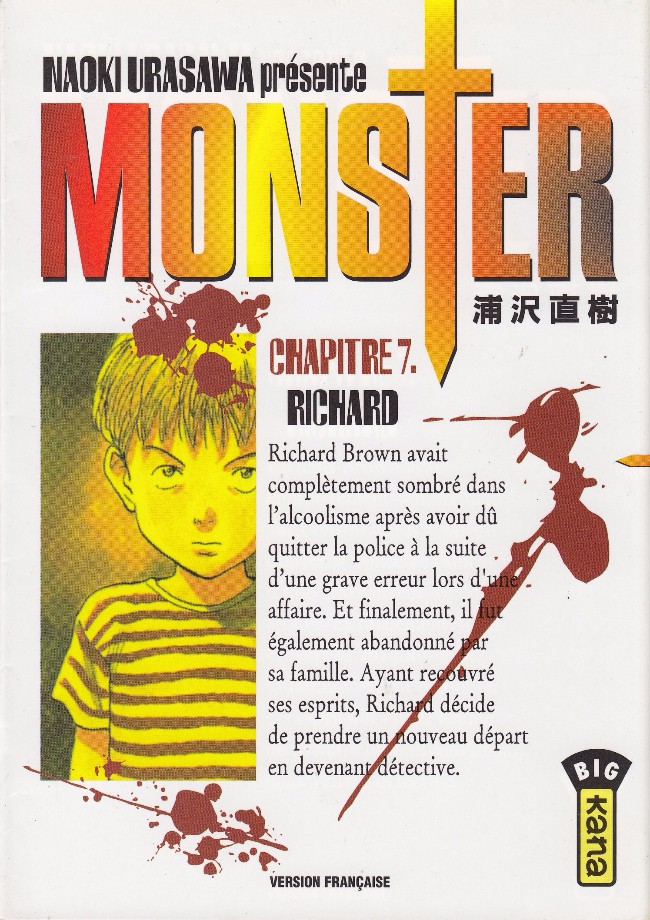 NAOKI URASAWA présente
MONSTER
浦沢直樹
CHAPITRE 7.
RICHARD
Richard Brown avait
complètement sombré dans
l'alcoolisme après avoir dû
quitter la police à la suite
d'une grave erreur lors d'une
affaire. Et finalement, il fut
également abandonné par
sa famille. Ayant recouvré
ses esprits, Richard décide
de prendre un nouveau départ
en devenant détective.
BIG
Kana
VERSION FRANÇAISE